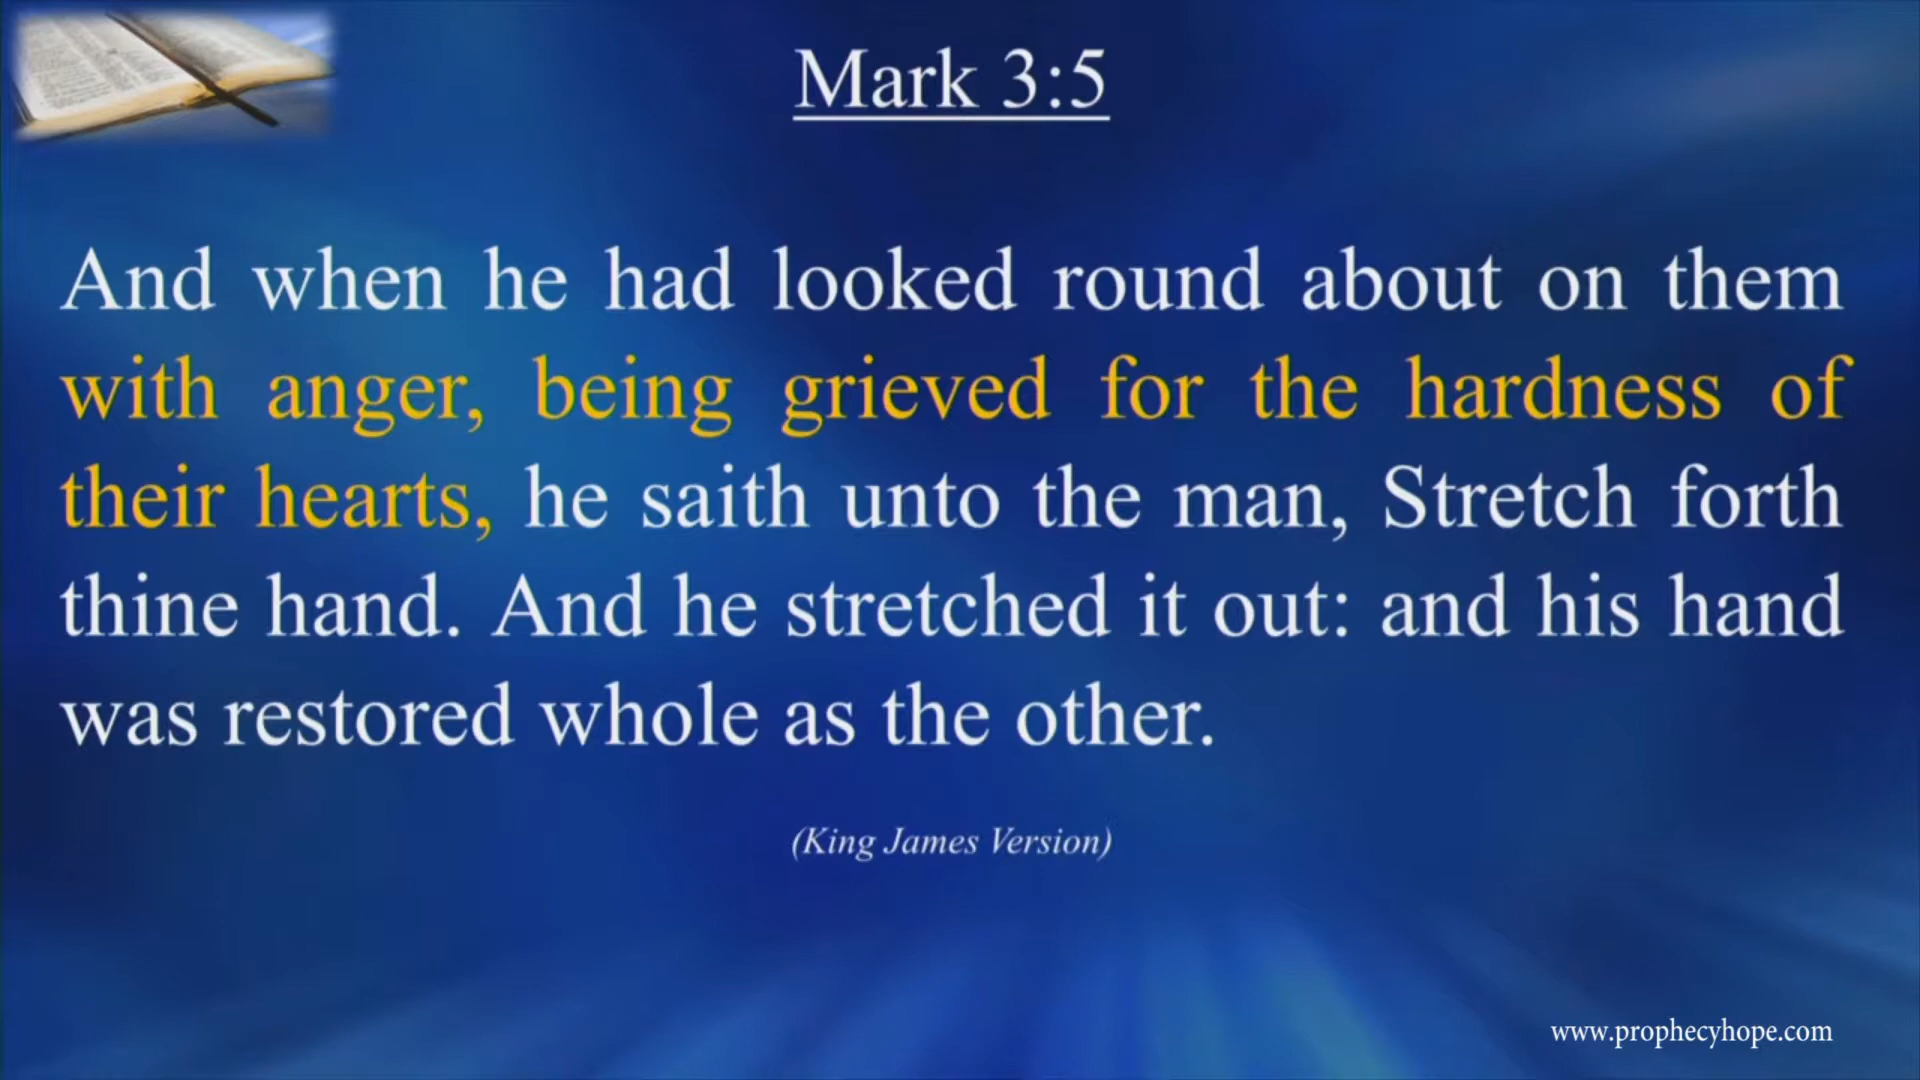 Mark 3:5
And when he had looked round about on them
with anger, being grieved for the hardness of
their hearts, he saith unto the man, Stretch forth
thine hand. And he stretched it out: and his hand
was restored whole as the other.
(King James Version)
www.prophecyhope.com